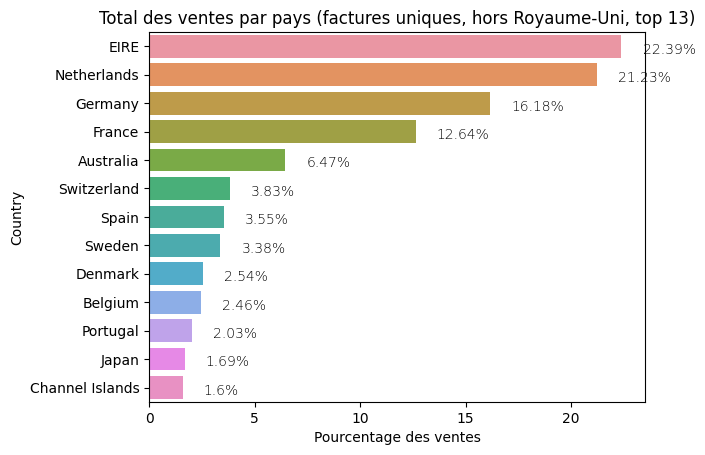 Total des ventes par pays (factures uniques, hors Royaume-Uni, top 13)
EIRE 22.39%
Netherlands 21.23%
Germany 16.18%
France 12.64%
Australia 6.47%
Switzerland 3.83%
Spain 3.55%
Sweden 3.38%
Denmark 2.54%
Belgium 2.46%
Portugal 2.03%
Japan 1.69%
Channel Islands 1.6%
Country
0 5 10 15 20
Pourcentage des ventes